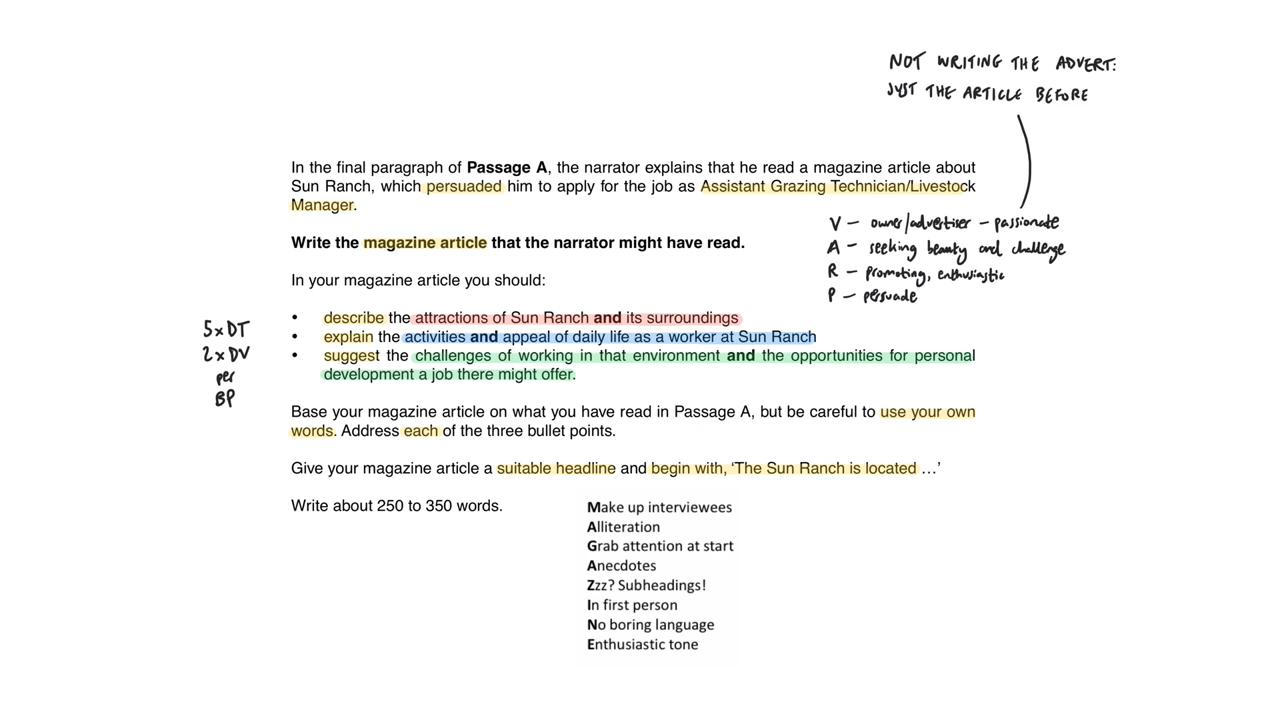 NOT WRITING THE ADVERT:
JUST THE ARTICLE BEFORE
In the final paragraph of Passage A, the narrator explains that he read a magazine article about
Sun Ranch, which persuaded him to apply for the job as Assistant Grazing Technician/Livestock
Manager.
V – owner/advertiser – passionate
A – seeking beauty and challenge
R – promoting, enthusiastic
P – persuade
Write the magazine article that the narrator might have read.
In your magazine article you should:
• describe the attractions of Sun Ranch and its surroundings
• explain the activities and appeal of daily life as a worker at Sun Ranch
• suggest the challenges of working in that environment and the opportunities for personal
development a job there might offer.
5xDT
2xDV
per
BP
Base your magazine article on what you have read in Passage A, but be careful to use your own
words. Address each of the three bullet points.
Give your magazine article a suitable headline and begin with, ‘The Sun Ranch is located …’
Write about 250 to 350 words.
Make up interviewees
Alliteration
Grab attention at start
Anecdotes
Zzz? Subheadings!
In first person
No boring language
Enthusiastic tone